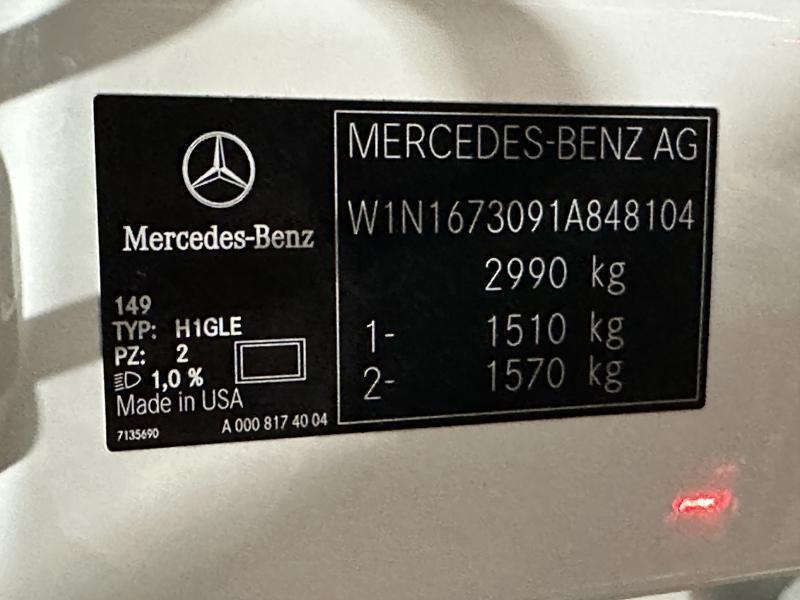 Mercedes-Benz
149
TYP: H1GLE
PZ: 2
1,0 %
Made in USA
7135690 A 000 817 40 04
MERCEDES-BENZ AG
W1N1673091A848104
2990 kg
1- 1510 kg
2- 1570 kg